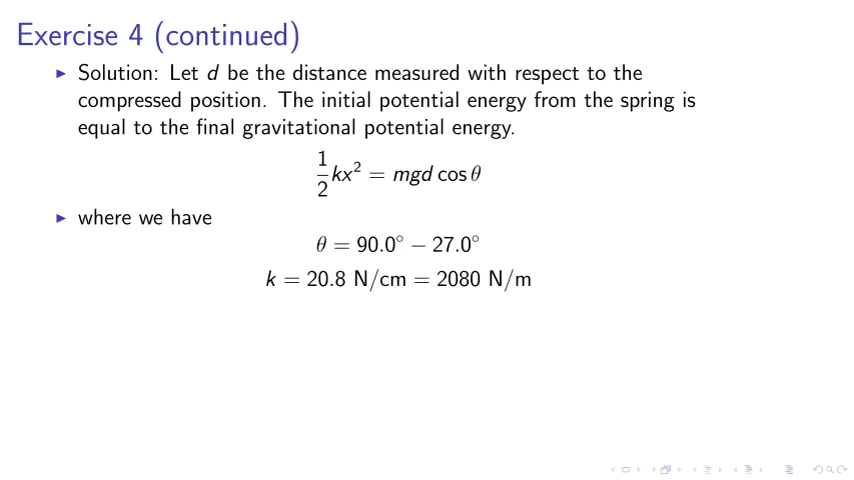 Exercise 4 (continued)
▶ Solution: Let d be the distance measured with respect to the
compressed position. The initial potential energy from the spring is
equal to the final gravitational potential energy.
1/2 kx² = mgd cos θ
▶ where we have
θ = 90.0° − 27.0°
k = 20.8 N/cm = 2080 N/m